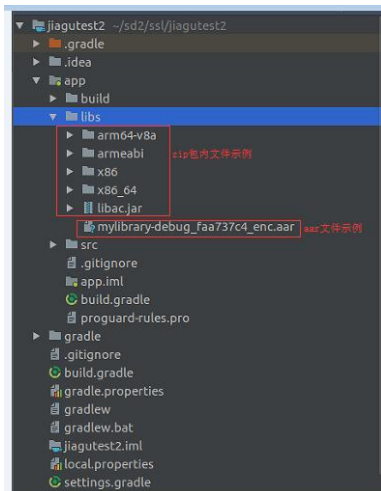 jiagutest2 ~/sd2/ssl/jiagutest2
.gradle
.idea
app
build
libs
arm64-v8a
armeabi zip包内文件示例
x86
x86_64
libac.jar
mylibrary-debug_faa737c4_enc.aar aar文件示例
src
.gitignore
app.iml
build.gradle
proguard-rules.pro
gradle
.gitignore
build.gradle
gradle.properties
gradlew
gradlew.bat
jiagutest2.iml
local.properties
settings.gradle